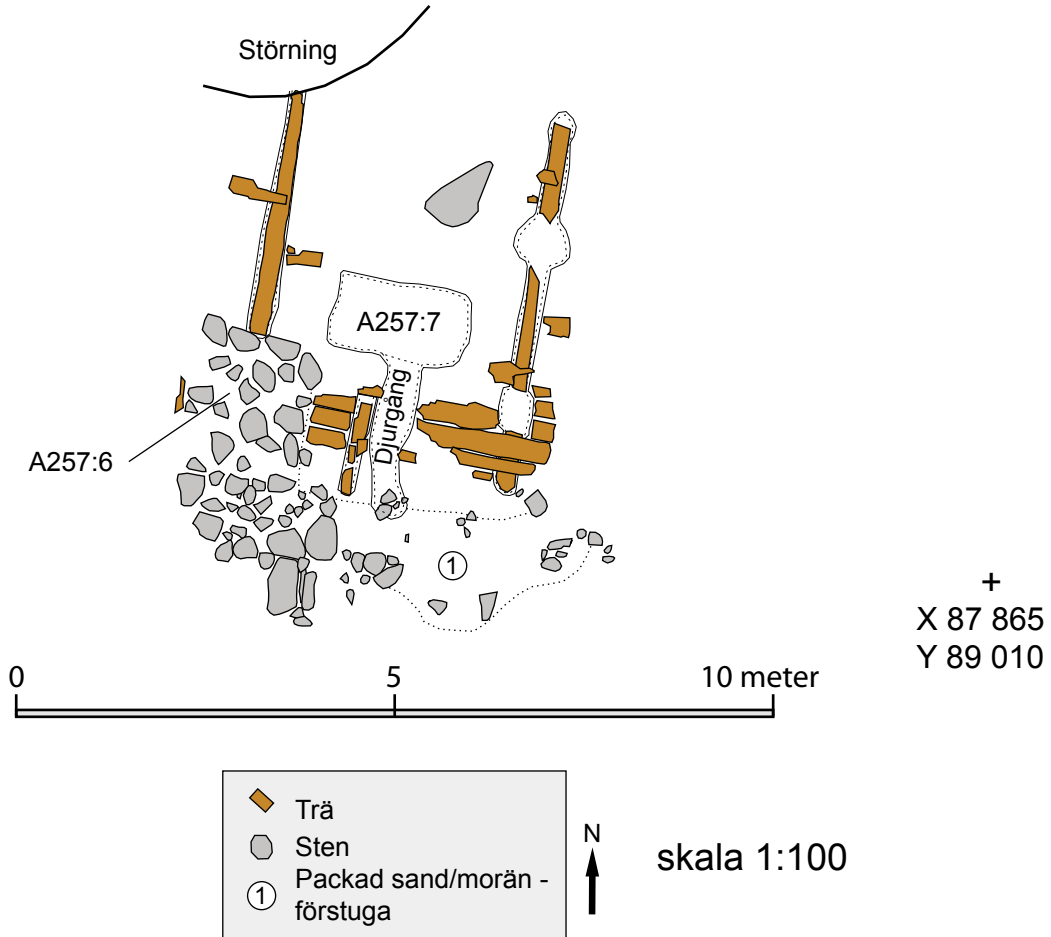 Störning
A257:7
Djurgång
A257:6
1
+
X 87 865
Y 89 010
0 5 10 meter
Trä
Sten
1 Packad sand/morän -
förstuga
N
skala 1:100